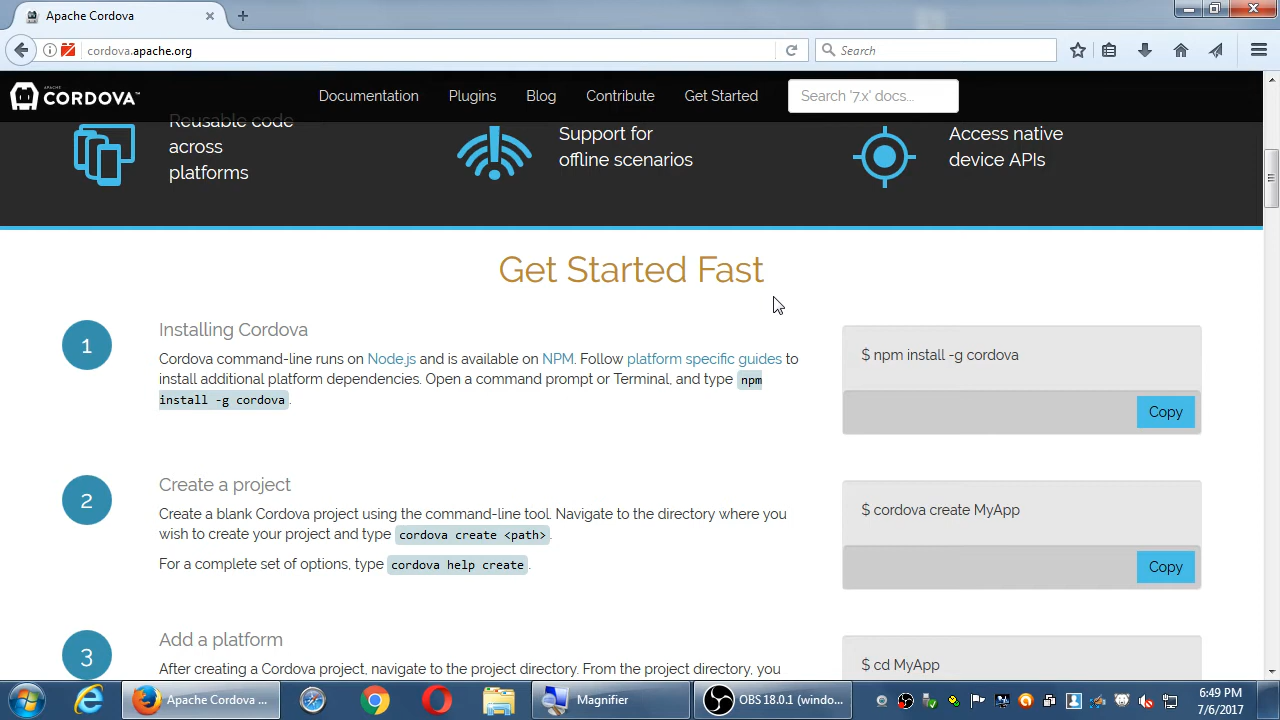 Apache Cordova
cordova.apache.org
Search
APACHE
CORDOVA™
Documentation
Plugins
Blog
Contribute
Get Started
Search '7.x' docs...
Reusable code
across
platforms
Support for
offline scenarios
Access native
device APIs
Get Started Fast
1
Installing Cordova
Cordova command-line runs on Node.js and is available on NPM. Follow platform specific guides to
install additional platform dependencies. Open a command prompt or Terminal, and type npm
install -g cordova.
$ npm install -g cordova
Copy
2
Create a project
Create a blank Cordova project using the command-line tool. Navigate to the directory where you
wish to create your project and type cordova create <path>.
For a complete set of options, type cordova help create.
$ cordova create MyApp
Copy
3
Add a platform
After creating a Cordova project, navigate to the project directory. From the project directory, you
$ cd MyApp
Apache Cordova ...
Magnifier
OBS 18.0.1 (windo...
6:49 PM
7/6/2017